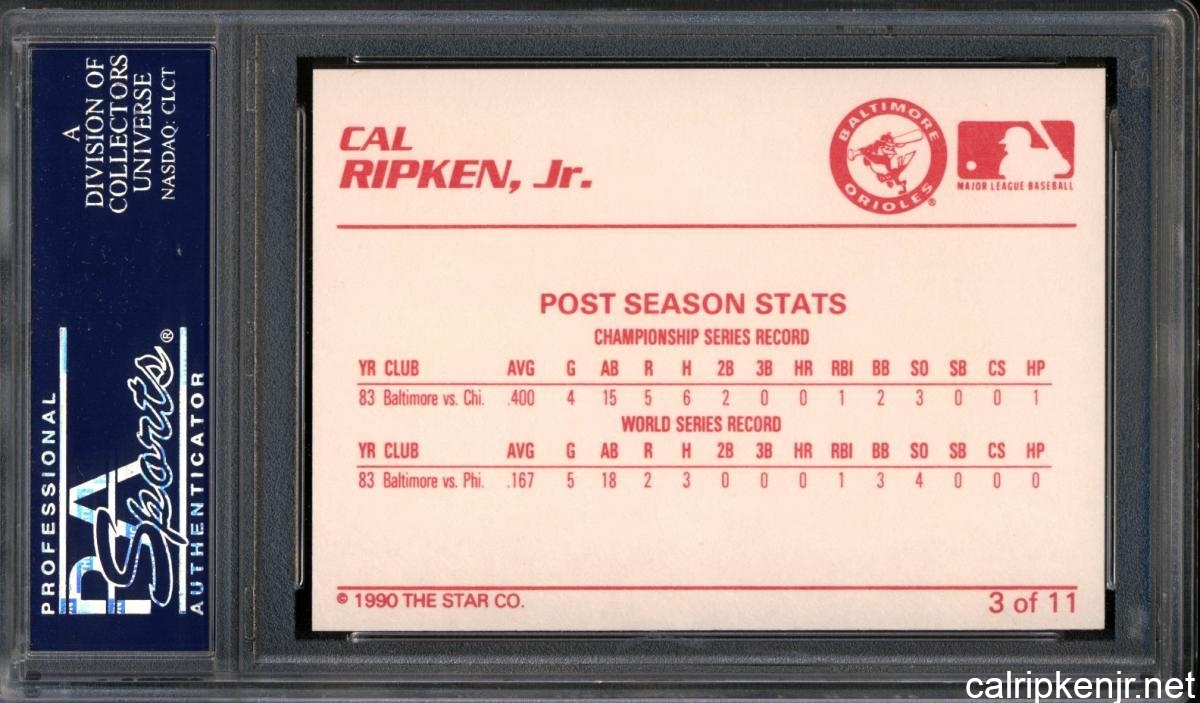 A
DIVISION OF
COLLECTORS
UNIVERSE
NASDAQ: CLCT
PROFESSIONAL
PSA
Sports®
AUTHENTICATOR
CAL
RIPKEN, Jr.
BALTIMORE
ORIOLES®
MAJOR LEAGUE BASEBALL
POST SEASON STATS
CHAMPIONSHIP SERIES RECORD
YR CLUB AVG G AB R H 2B 3B HR RBI BB SO SB CS HP
83 Baltimore vs. Chi. .400 4 15 5 6 2 0 0 1 2 3 0 0 1
WORLD SERIES RECORD
YR CLUB AVG G AB R H 2B 3B HR RBI BB SO SB CS HP
83 Baltimore vs. Phi. .167 5 18 2 3 0 0 0 1 3 4 0 0 0
© 1990 THE STAR CO.
3 of 11
calripkenjr.net